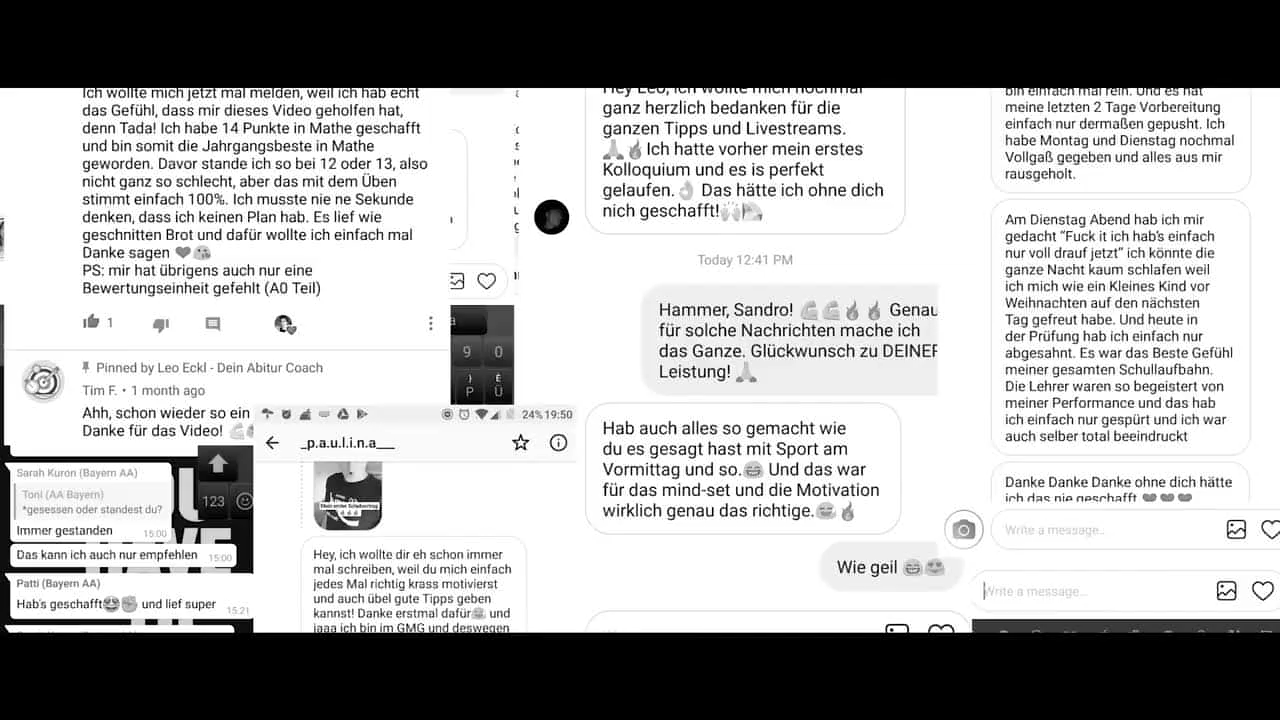 Ich wollte mich jetzt mal melden, weil ich hab echt
das Gefühl, dass mir dieses Video geholfen hat,
denn Tada! Ich habe 14 Punkte in Mathe geschafft
und bin somit die Jahrgangsbeste in Mathe
geworden. Davor stande ich so bei 12 oder 13, also
nicht ganz so schlecht, aber das mit dem Üben
stimmt einfach 100%. Ich musste nie ne Sekunde
denken, dass ich keinen Plan hab. Es lief wie
geschnitten Brot und dafür wollte ich einfach mal
Danke sagen ❤😘
PS: mir hat übrigens auch nur eine
Bewertungseinheit gefehlt (A0 Teil)
1
Pinned by Leo Eckl - Dein Abitur Coach
Tim F. • 1 month ago
Ahh, schon wieder so ein
Danke für das Video! 💪
Sarah Kuron (Bayern AA)
Toni (AA Bayern)
*gesessen oder standest du?
Immer gestanden
15:00
Das kann ich auch nur empfehlen
15:00
Patti (Bayern AA)
Hab's geschafft😍✊ und lief super
15:21
9 0
P Ü
123
24% 19:50
_p.a.u.l.i.n.a___
Hey, ich wollte dir eh schon immer
mal schreiben, weil du mich einfach
jedes Mal richtig krass motivierst
und auch übel gute Tipps geben
kannst! Danke erstmal dafür🤗 und
jaaa ich bin im GMG und deswegen
Hey Leo, ich wollte mich nochmal
ganz herzlich bedanken für die
ganzen Tipps und Livestreams.
🙏🔥Ich hatte vorher mein erstes
Kolloquium und es is perfekt
gelaufen.👌 Das hätte ich ohne dich
nich geschafft!🙌
Today 12:41 PM
Hammer, Sandro! 💪💪🔥🔥 Genau
für solche Nachrichten mache ich
das Ganze. Glückwunsch zu DEINER
Leistung! 🙏
Hab auch alles so gemacht wie
du es gesagt hast mit Sport am
Vormittag und so.😄 Und das war
für das mind-set und die Motivation
wirklich genau das richtige.😄🔥
Wie geil 😄😍
bin einfach mal rein. Und es hat
meine letzten 2 Tage Vorbereitung
einfach nur dermaßen gepusht. Ich
habe Montag und Dienstag nochmal
Vollgaß gegeben und alles aus mir
rausgeholt.
Am Dienstag Abend hab ich mir
gedacht “Fuck it ich hab's einfach
nur voll drauf jetzt” ich könnte die
ganze Nacht kaum schlafen weil
ich mich wie ein Kleines Kind vor
Weihnachten auf den nächsten
Tag gefreut habe. Und heute in
der Prüfung hab ich einfach nur
abgesahnt. Es war das Beste Gefühl
meiner gesamten Schullaufbahn.
Die Lehrer waren so begeistert von
meiner Performance und das hab
ich einfach nur gespürt und ich war
auch selber total beeindruckt
Danke Danke Danke ohne dich hätte
ich das nie geschafft ❤❤❤
Write a message...
Write a message...